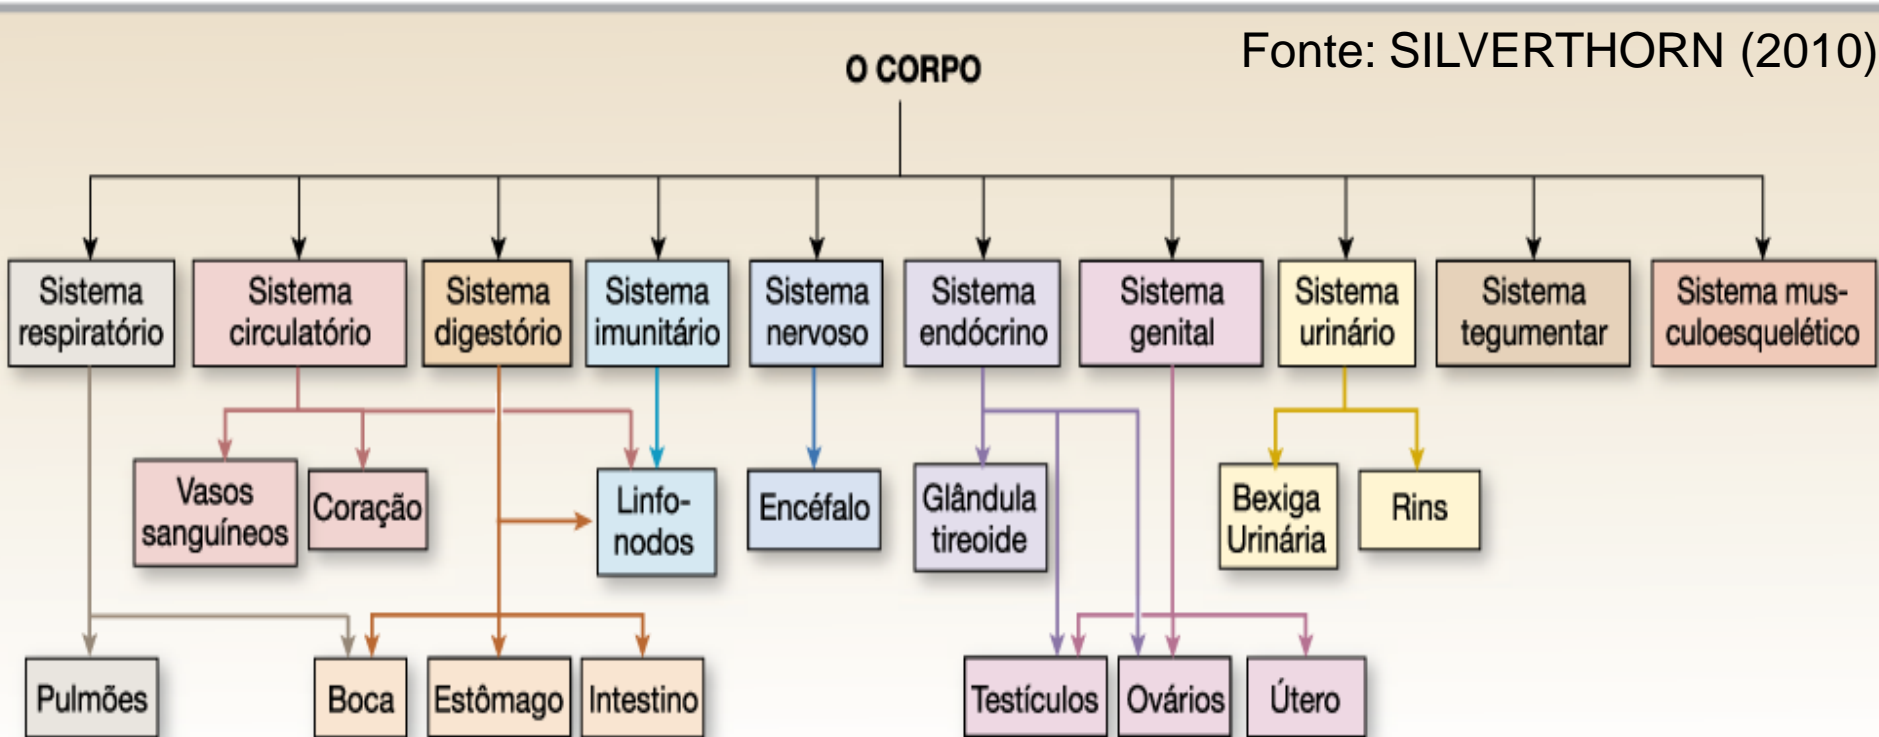 Fonte: SILVERTHORN (2010)
O CORPO
Sistema
respiratório
Sistema
circulatório
Sistema
digestório
Sistema
imunitário
Sistema
nervoso
Sistema
endócrino
Sistema
genital
Sistema
urinário
Sistema
tegumentar
Sistema mus-
culoesquelético
Vasos
sanguíneos
Coração
Linfo-
nodos
Encéfalo
Glândula
tireoide
Bexiga
Urinária
Rins
Pulmões
Boca
Estômago
Intestino
Testículos
Ovários
Útero